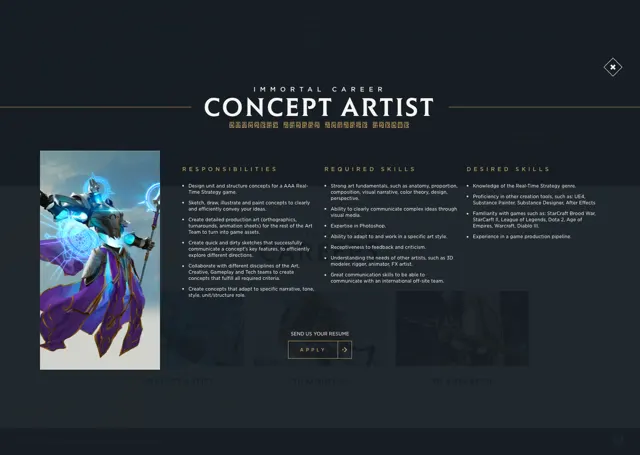 IMMORTAL CAREER
CONCEPT ARTIST
RESPONSIBILITIES
• Design unit and structure concepts for a AAA Real-
Time Strategy game.
• Sketch, draw, illustrate and paint concepts to clearly
and efficiently convey your ideas.
• Create detailed production art (orthographics,
turnarounds, animation sheets) for the rest of the Art
Team to turn into game assets.
• Create quick and dirty sketches that successfully
communicate a concept's key features, to efficiently
explore different directions.
• Collaborate with different disciplines of the Art,
Creative, Gameplay and Tech teams to create
concepts that fulfill all required criteria.
• Create concepts that adapt to specific narrative, tone,
style, unit/structure role.
REQUIRED SKILLS
• Strong art fundamentals, such as anatomy, proportion,
composition, visual narrative, color theory, design,
perspective.
• Ability to clearly communicate complex ideas through
visual media.
• Expertise in Photoshop.
• Ability to adapt to and work in a specific art style.
• Receptiveness to feedback and criticism.
• Understanding the needs of other artists, such as 3D
modeler, rigger, animator, FX artist.
• Great communication skills to be able to
communicate with an international off-site team.
DESIRED SKILLS
• Knowledge of the Real-Time Strategy genre.
• Proficiency in other creation tools, such as: UE4,
Substance Painter, Substance Designer, After Effects
• Familiarity with games such as: StarCraft Brood War,
StarCarft II, League of Legends, Dota 2, Age of
Empires, Warcraft, Diablo III.
• Experience in a game production pipeline.
SEND US YOUR RESUME
APPLY